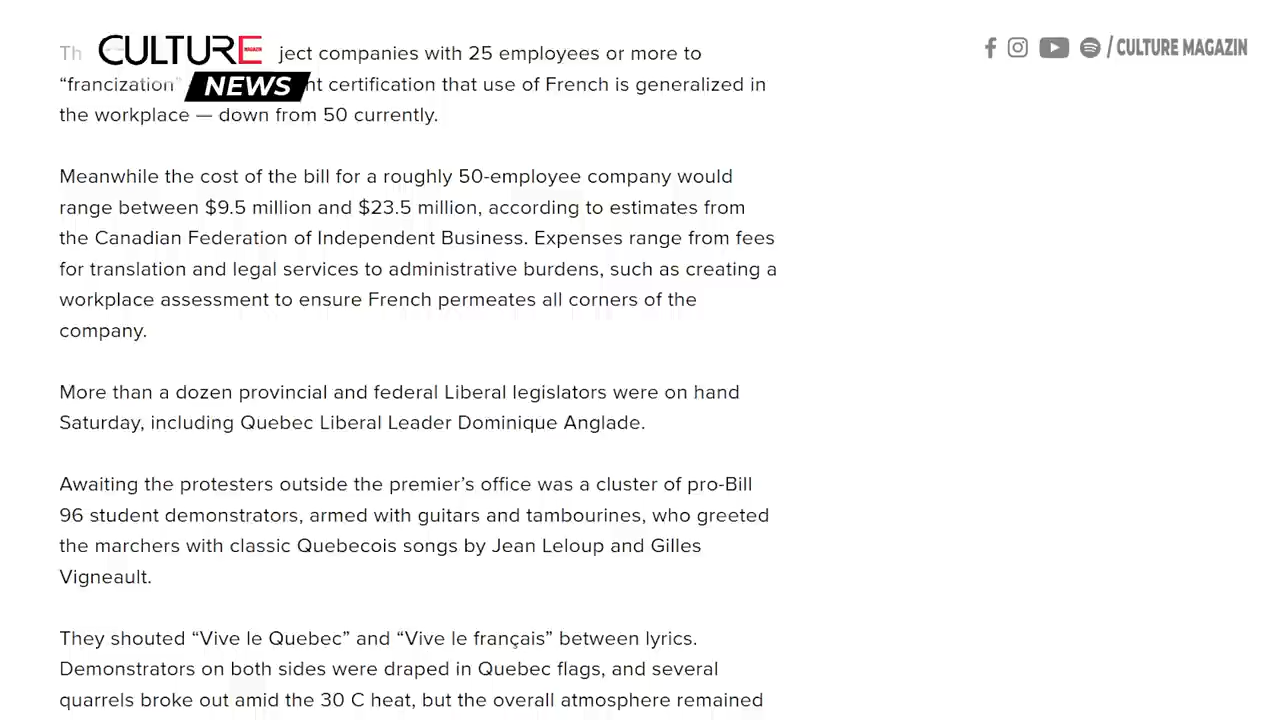 CULTURE
MAGAZIN
NEWS
/ CULTURE MAGAZIN
Th ject companies with 25 employees or more to
“francization” nt certification that use of French is generalized in
the workplace — down from 50 currently.
Meanwhile the cost of the bill for a roughly 50-employee company would
range between $9.5 million and $23.5 million, according to estimates from
the Canadian Federation of Independent Business. Expenses range from fees
for translation and legal services to administrative burdens, such as creating a
workplace assessment to ensure French permeates all corners of the
company.
More than a dozen provincial and federal Liberal legislators were on hand
Saturday, including Quebec Liberal Leader Dominique Anglade.
Awaiting the protesters outside the premier’s office was a cluster of pro-Bill
96 student demonstrators, armed with guitars and tambourines, who greeted
the marchers with classic Quebecois songs by Jean Leloup and Gilles
Vigneault.
They shouted “Vive le Quebec” and “Vive le français” between lyrics.
Demonstrators on both sides were draped in Quebec flags, and several
quarrels broke out amid the 30 C heat, but the overall atmosphere remained